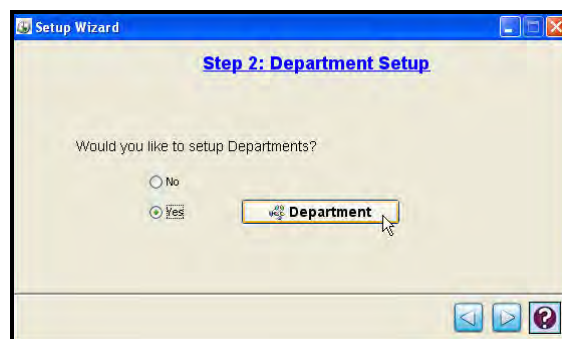 Setup Wizard
Step 2: Department Setup
Would you like to setup Departments?
No
Yes
Department
?